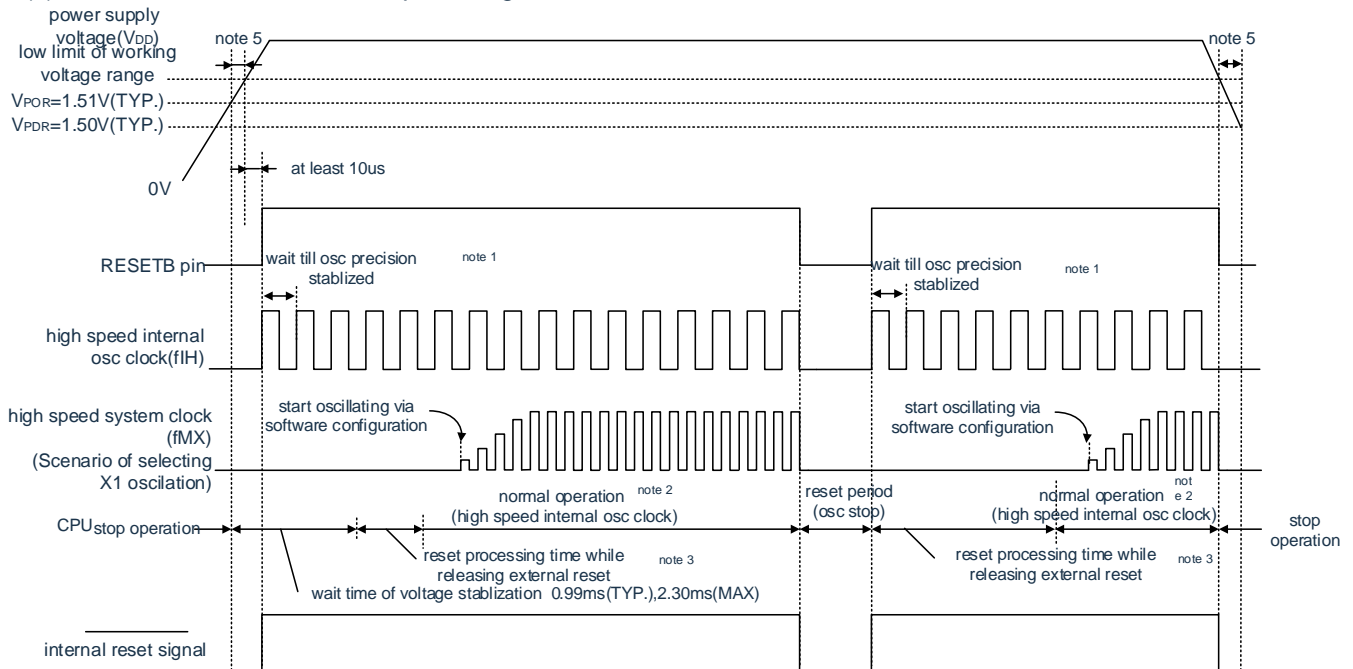 power supply
voltage(VDD)
note 5
note 5
low limit of working
voltage range
VPOR=1.51V(TYP.)
VPDR=1.50V(TYP.)
0V
at least 10us
RESETB pin
wait till osc precision
stablized
note 1
wait till osc precision
stablized
note 1
high speed internal
osc clock(fIH)
high speed system clock
(fMX)
(Scenario of selecting
X1 oscilation)
start oscillating via
software configuration
start oscillating via
software configuration
CPU
stop operation
normal operation note 2
(high speed internal osc clock)
reset period
(osc stop)
normal operation
not
e 2
(high speed internal osc clock)
stop
operation
reset processing time while
releasing external reset
note 3
reset processing time while
releasing external reset
note 3
wait time of voltage stablization 0.99ms(TYP.),2.30ms(MAX)
internal reset signal